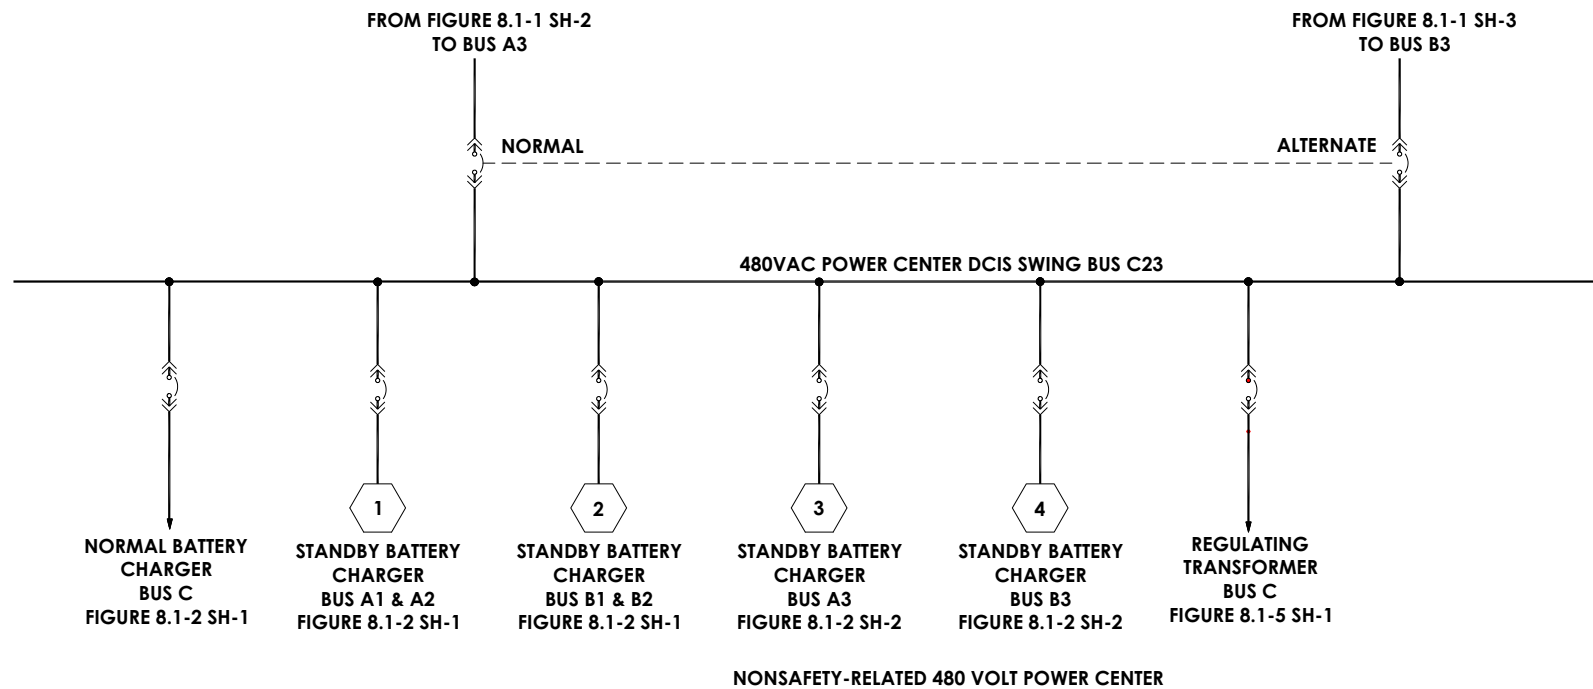 FROM FIGURE 8.1-1 SH-2
TO BUS A3
FROM FIGURE 8.1-1 SH-3
TO BUS B3
NORMAL
ALTERNATE
480VAC POWER CENTER DCIS SWING BUS C23
NORMAL BATTERY
CHARGER
BUS C
FIGURE 8.1-2 SH-1
1
STANDBY BATTERY
CHARGER
BUS A1 & A2
FIGURE 8.1-2 SH-1
2
STANDBY BATTERY
CHARGER
BUS B1 & B2
FIGURE 8.1-2 SH-1
3
STANDBY BATTERY
CHARGER
BUS A3
FIGURE 8.1-2 SH-2
4
STANDBY BATTERY
CHARGER
BUS B3
FIGURE 8.1-2 SH-2
REGULATING
TRANSFORMER
BUS C
FIGURE 8.1-5 SH-1
NONSAFETY-RELATED 480 VOLT POWER CENTER